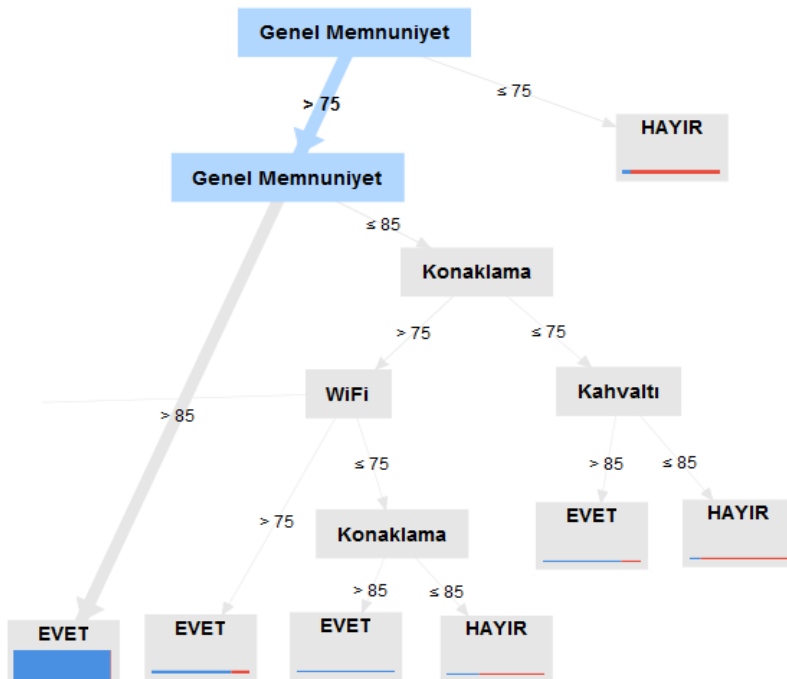 Genel Memnuniyet
> 75
≤ 75
HAYIR
Genel Memnuniyet
≤ 85
Konaklama
> 75
≤ 75
WiFi
Kahvaltı
> 85
≤ 75
> 85
≤ 85
> 75
EVET
HAYIR
Konaklama
> 85
≤ 85
EVET
EVET
EVET
HAYIR